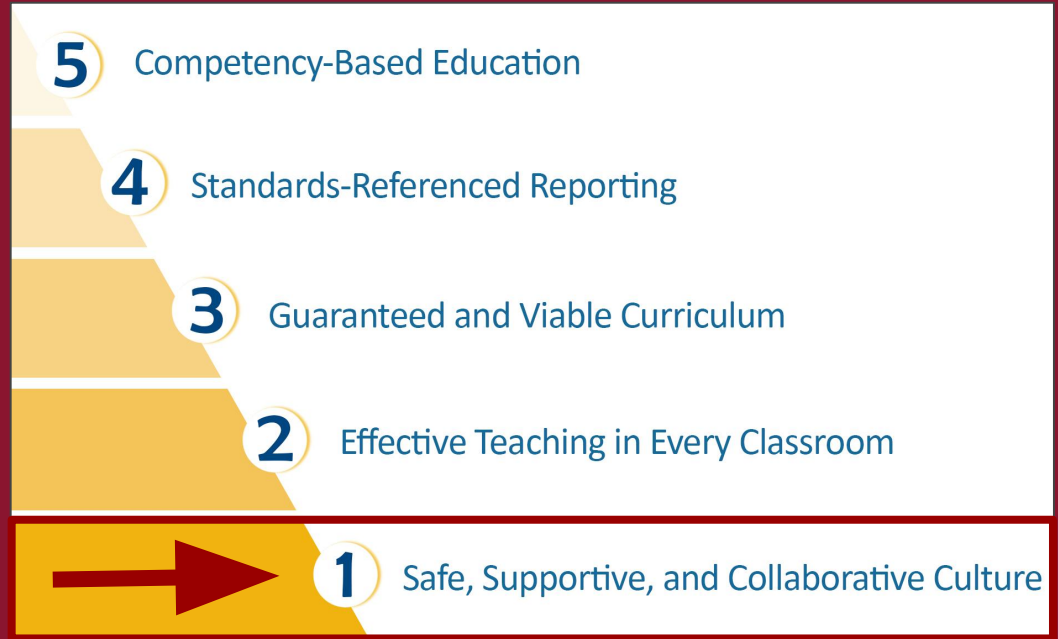 5 Competency-Based Education
4 Standards-Referenced Reporting
3 Guaranteed and Viable Curriculum
2 Effective Teaching in Every Classroom
1 Safe, Supportive, and Collaborative Culture